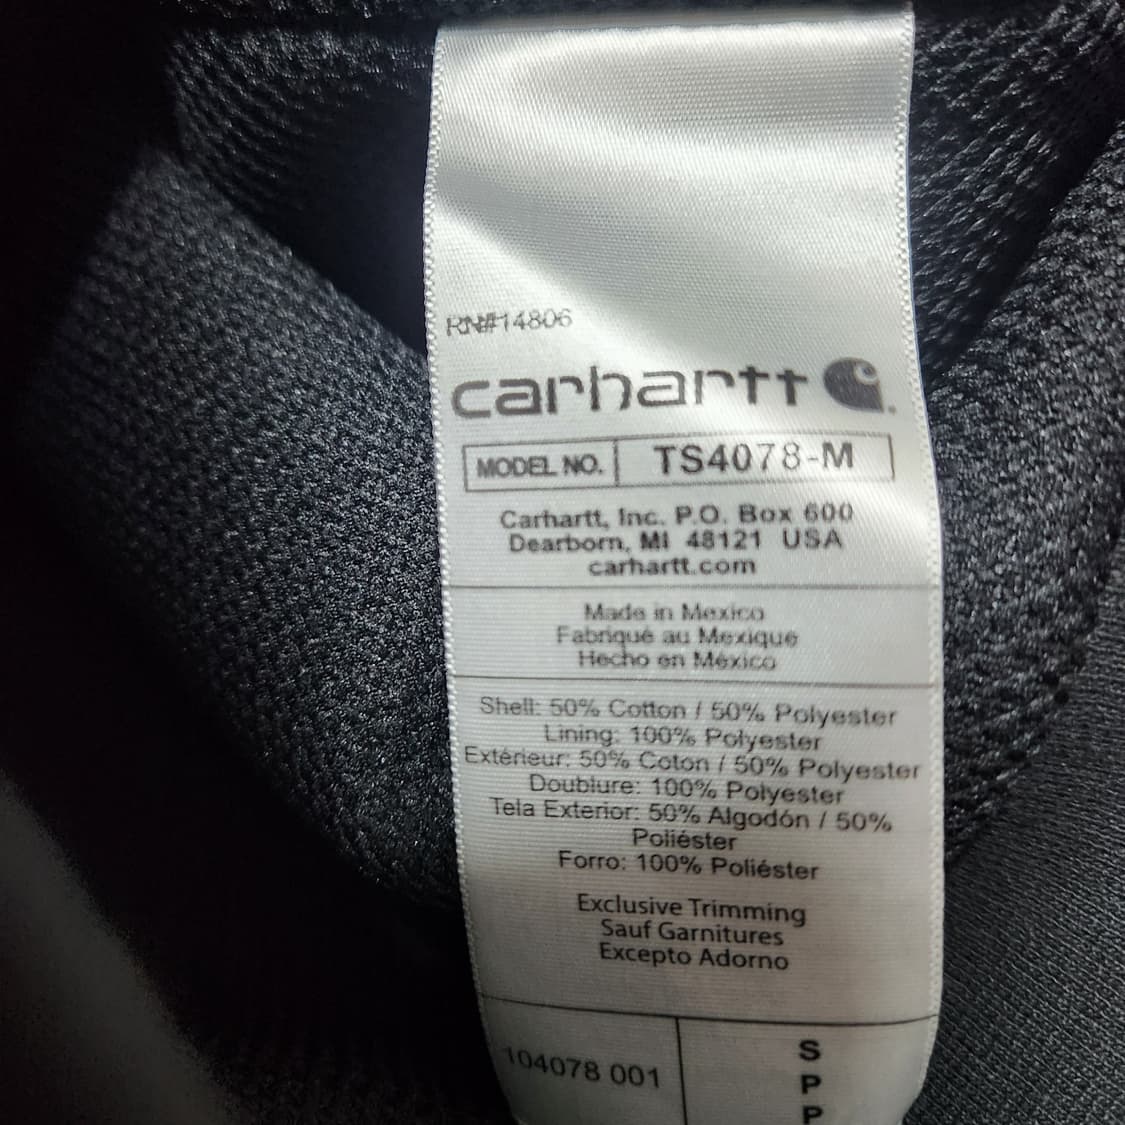 RN#14806
carhartt
MODEL NO. TS4078-M
Carhartt, Inc. P.O. Box 600
Dearborn, MI 48121 USA
carhartt.com
Made in Mexico
Fabriqué au Mexique
Hecho en México
Shell: 50% Cotton / 50% Polyester
Lining: 100% Polyester
Extérieur: 50% Coton / 50% Polyester
Doublure: 100% Polyester
Tela Exterior: 50% Algodón / 50%
Poliéster
Forro: 100% Poliéster
Exclusive Trimming
Sauf Garnitures
Excepto Adorno
104078 001
S
P
P